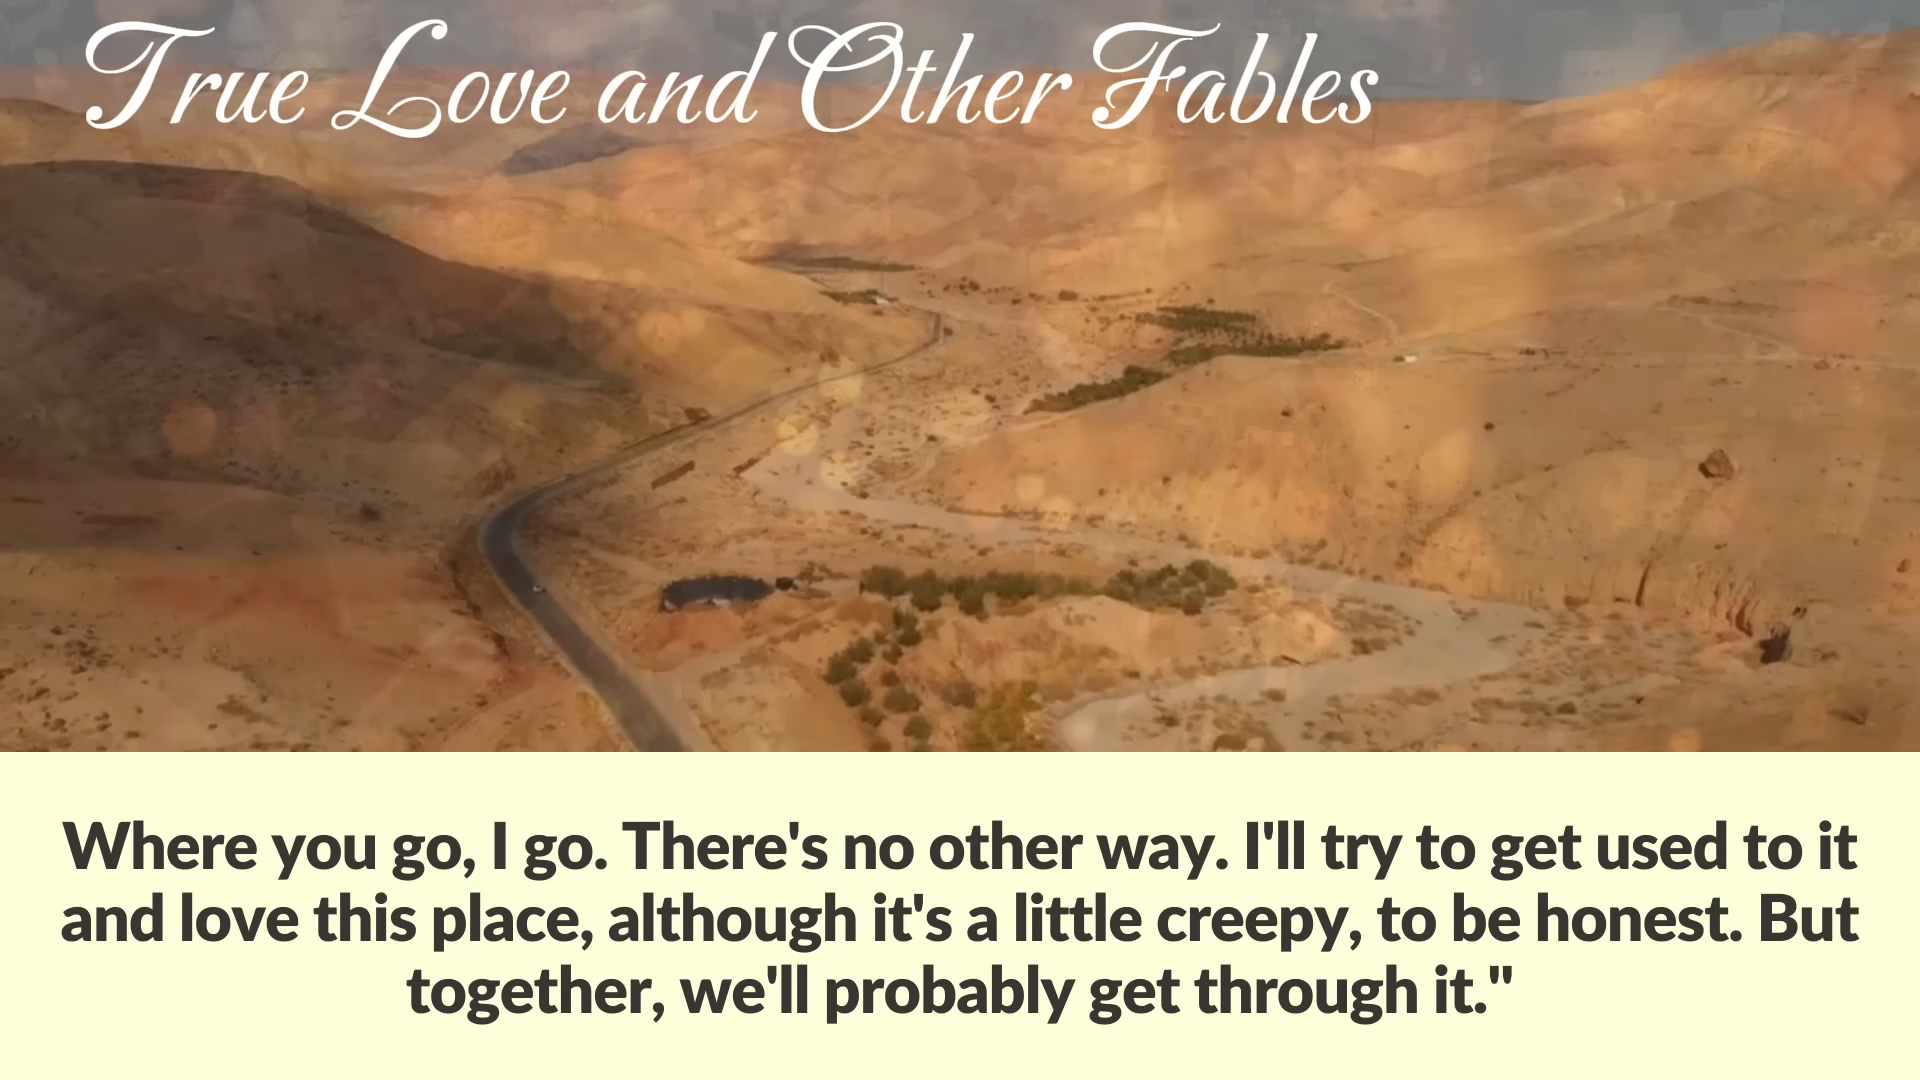 True Love and Other Fables
Where you go, I go. There's no other way. I'll try to get used to it
and love this place, although it's a little creepy, to be honest. But
together, we'll probably get through it."